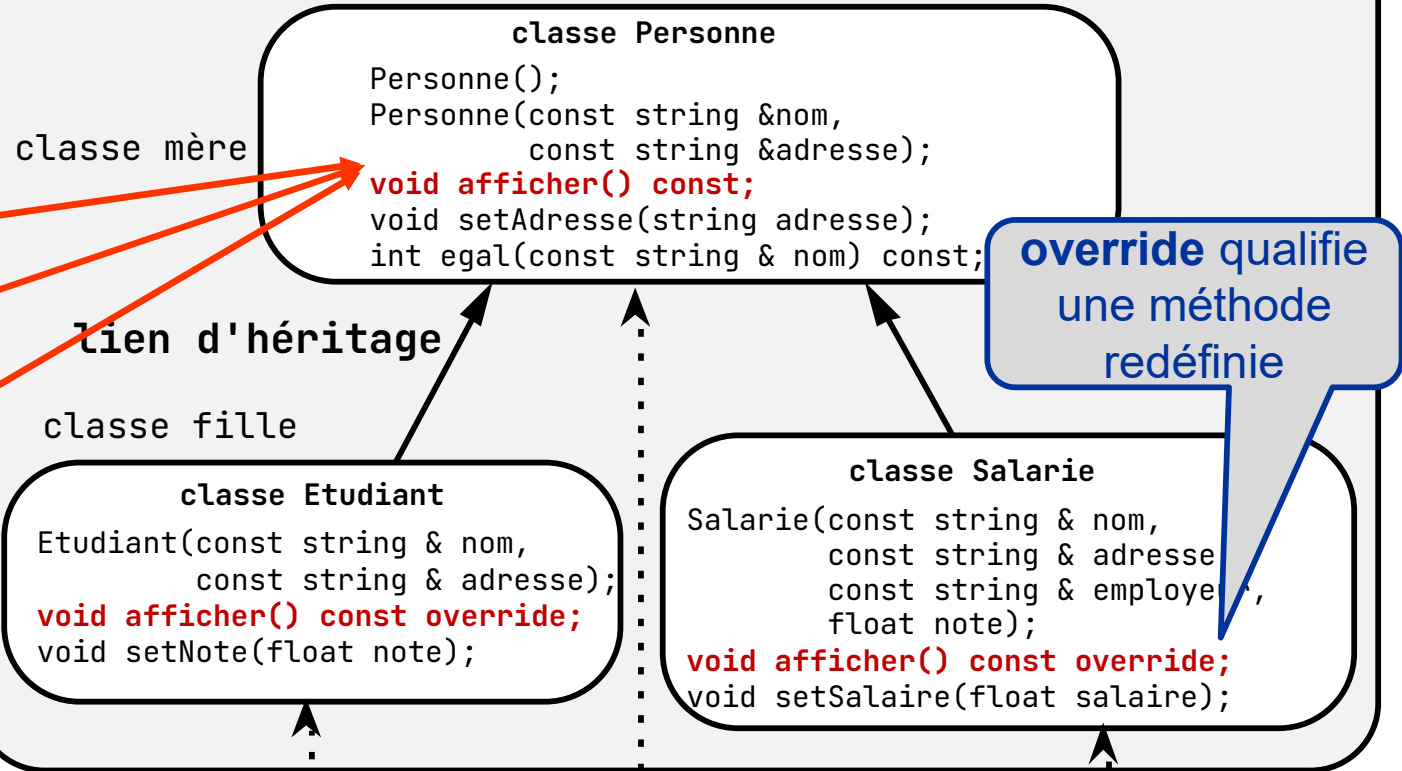 classe Personne
Personne();
Personne(const string &nom,
const string &adresse);
void afficher() const;
void setAdresse(string adresse);
int egal(const string & nom) const;
classe mère
override qualifie
une méthode
redéfinie
lien d'héritage
classe fille
classe Etudiant
Etudiant(const string & nom,
const string & adresse);
void afficher() const override;
void setNote(float note);
classe Salarie
Salarie(const string & nom,
const string & adresse
const string & employeur,
float note);
void afficher() const override;
void setSalaire(float salaire);